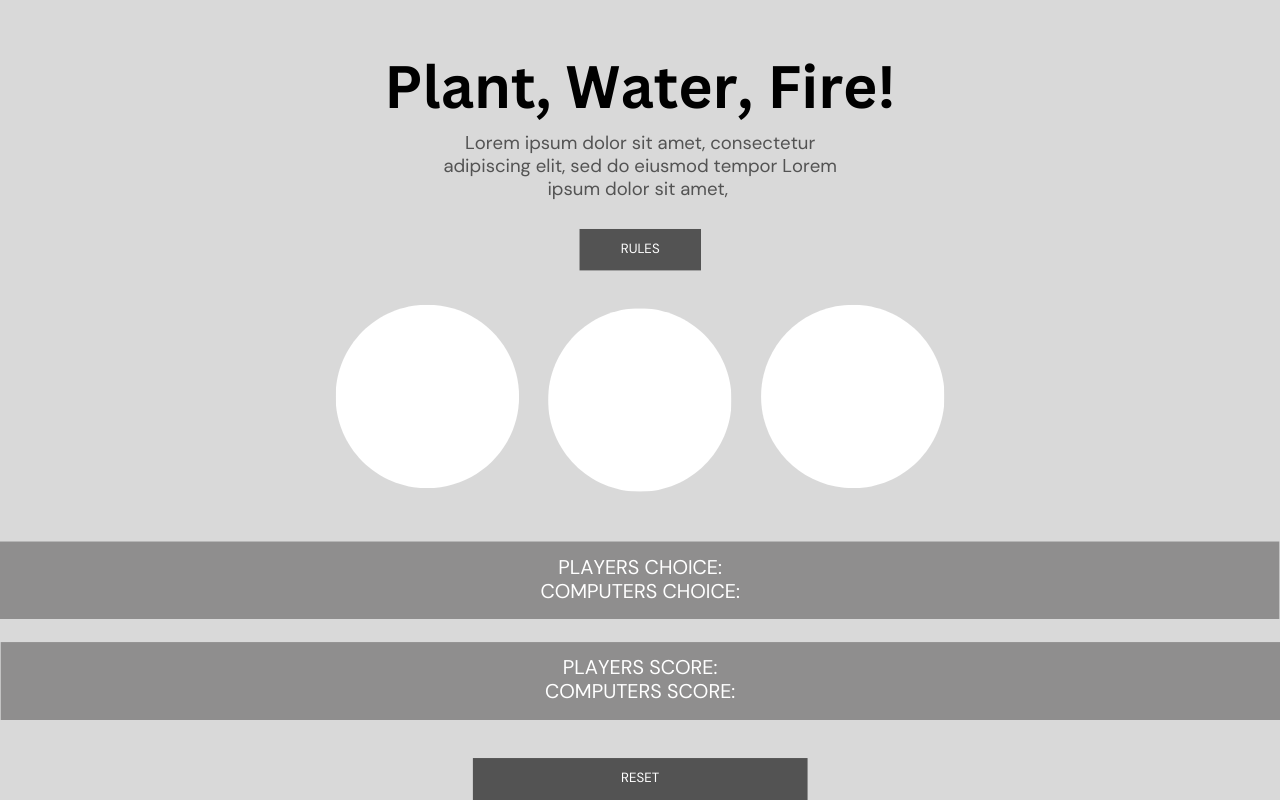 Plant, Water, Fire!
Lorem ipsum dolor sit amet, consectetur
adipiscing elit, sed do eiusmod tempor Lorem
ipsum dolor sit amet,
RULES
PLAYERS CHOICE:
COMPUTERS CHOICE:
PLAYERS SCORE:
COMPUTERS SCORE:
RESET